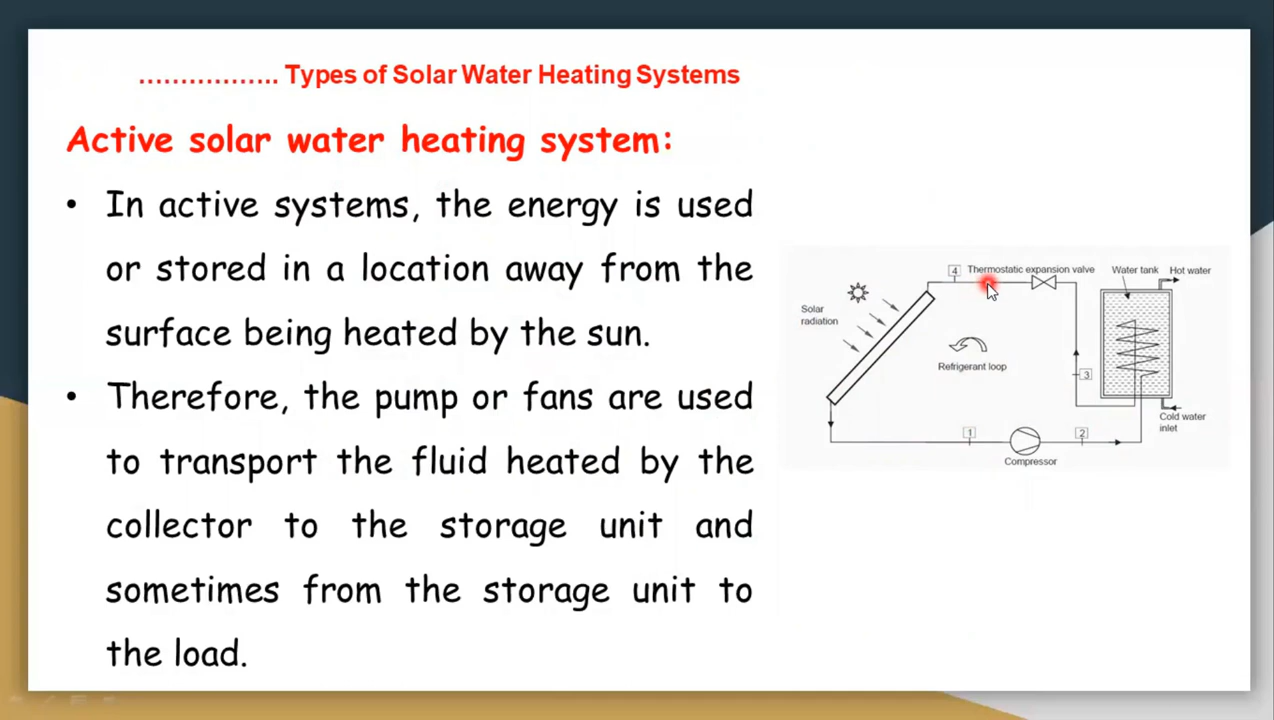 ................. Types of Solar Water Heating Systems
Active solar water heating system:
• In active systems, the energy is used
or stored in a location away from the
surface being heated by the sun.
• Therefore, the pump or fans are used
to transport the fluid heated by the
collector to the storage unit and
sometimes from the storage unit to
the load.
4 Thermostatic expansion valve
Water tank
Hot water
Solar
radiation
Refrigerant loop
3
Cold water
inlet
1
2
Compressor